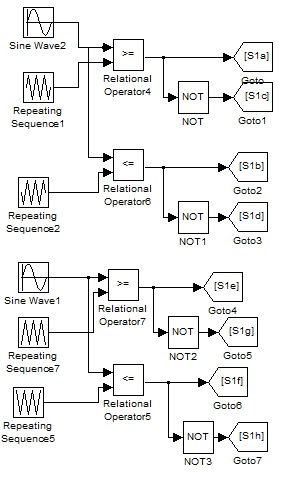 Sine Wave2
>=
Relational
Operator4
[S1a]
Goto
Repeating
Sequence1
NOT
NOT
[S1c]
Goto1
<=
Relational
Operator6
[S1b]
Goto2
Repeating
Sequence2
NOT
NOT1
[S1d]
Goto3
Sine Wave1
>=
Relational
Operator7
[S1e]
Goto4
Repeating
Sequence7
NOT
NOT2
[S1g]
Goto5
<=
Relational
Operator5
[S1f]
Goto6
Repeating
Sequence5
NOT
NOT3
[S1h]
Goto7